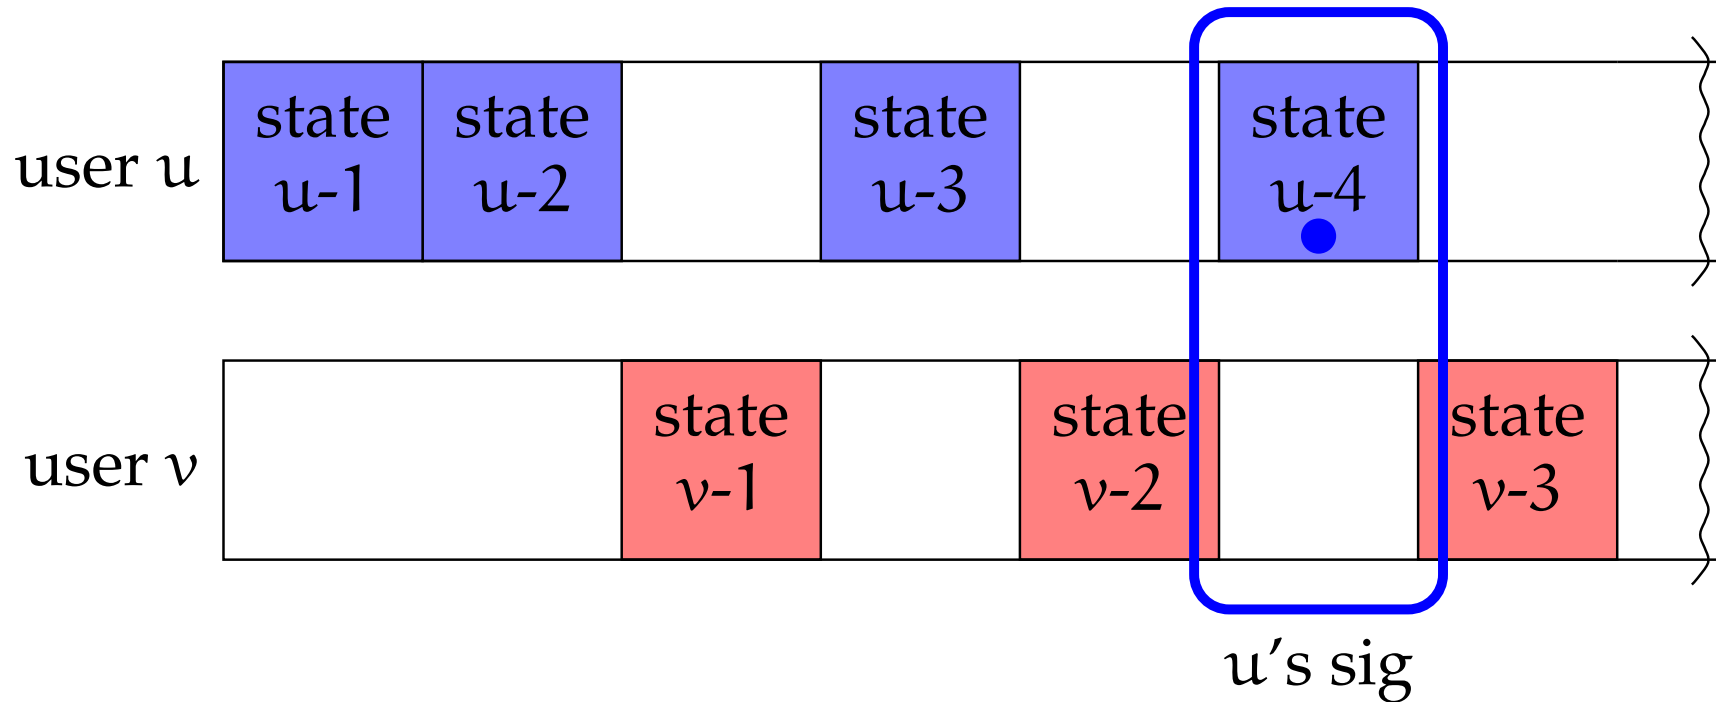 user u
state
u-1
state
u-2
state
u-3
state
u-4
user v
state
v-1
state
v-2
state
v-3
u's sig